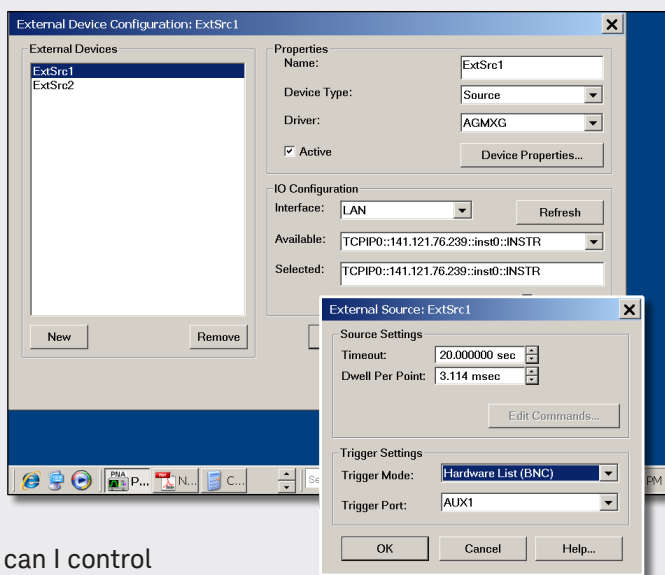 External Device Configuration: ExtSrc1
External Devices
ExtSrc1
ExtSrc2
New
Remove
Properties
Name:
ExtSrc1
Device Type:
Source
Driver:
AGMXG
Active
Device Properties...
IO Configuration
Interface:
LAN
Refresh
Available:
TCPIP0::141.121.76.239::inst0::INSTR
Selected:
TCPIP0::141.121.76.239::inst0::INSTR
External Source: ExtSrc1
Source Settings
Timeout:
20.000000 sec
Dwell Per Point:
3.114 msec
Edit Commands...
Trigger Settings
Trigger Mode:
Hardware List (BNC)
Trigger Port:
AUX1
OK
Cancel
Help...
PNA
P...
N...
C...
Se
PM
can I control